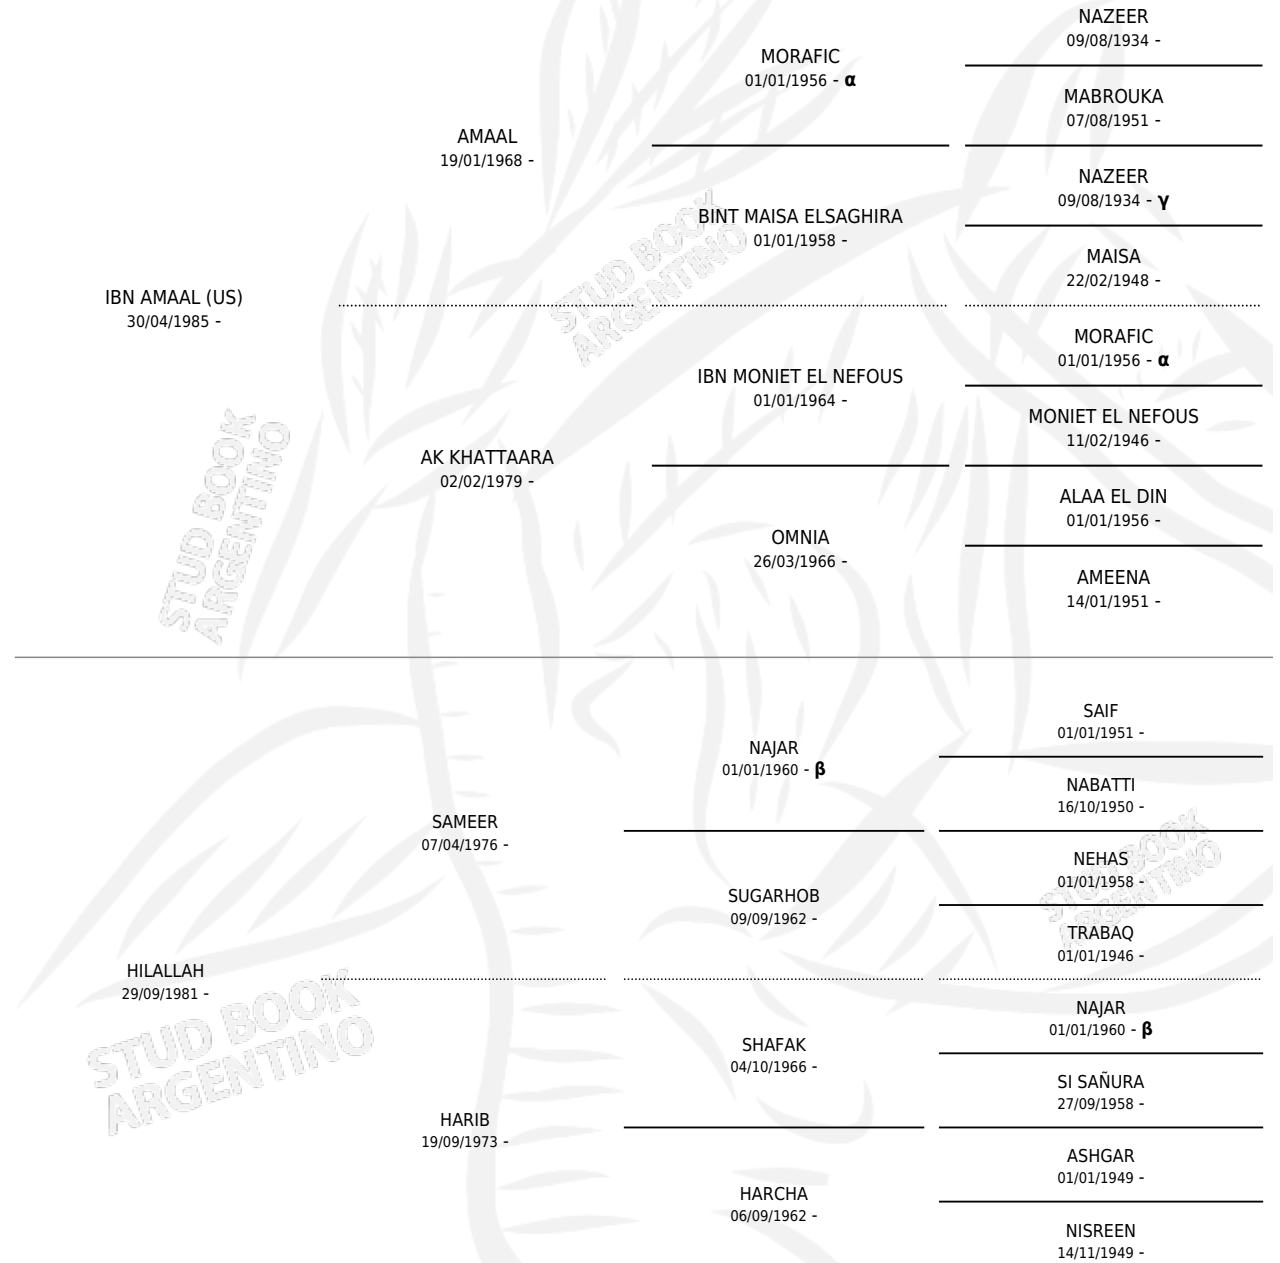 NAZEER
09/08/1934 -
MORAFIC
01/01/1956 - α
MABROUKA
07/08/1951 -
AMAAL
19/01/1968 -
NAZEER
09/08/1934 - γ
BINT MAISA ELSAGHIRA
01/01/1958 -
MAISA
22/02/1948 -
IBN AMAAL (US)
30/04/1985 -
MORAFIC
01/01/1956 - α
IBN MONIET EL NEFOUS
01/01/1964 -
MONIET EL NEFOUS
11/02/1946 -
AK KHATTAARA
02/02/1979 -
ALAA EL DIN
01/01/1956 -
OMNIA
26/03/1966 -
AMEENA
14/01/1951 -
SAIF
01/01/1951 -
NAJAR
01/01/1960 - β
NABATTI
16/10/1950 -
SAMEER
07/04/1976 -
NEHAS
01/01/1958 -
SUGARHOB
09/09/1962 -
TRABAQ
01/01/1946 -
HILALLAH
29/09/1981 -
NAJAR
01/01/1960 - β
SHAFAK
04/10/1966 -
SI SAÑURA
27/09/1958 -
HARIB
19/09/1973 -
ASHGAR
01/01/1949 -
HARCHA
06/09/1962 -
NISREEN
14/11/1949 -
STUD BOOK
ARGENTINO
STUD BOOK
ARGENTINO
STUD BOOK
ARGENTINO
STUD BOOK
ARGENTINO